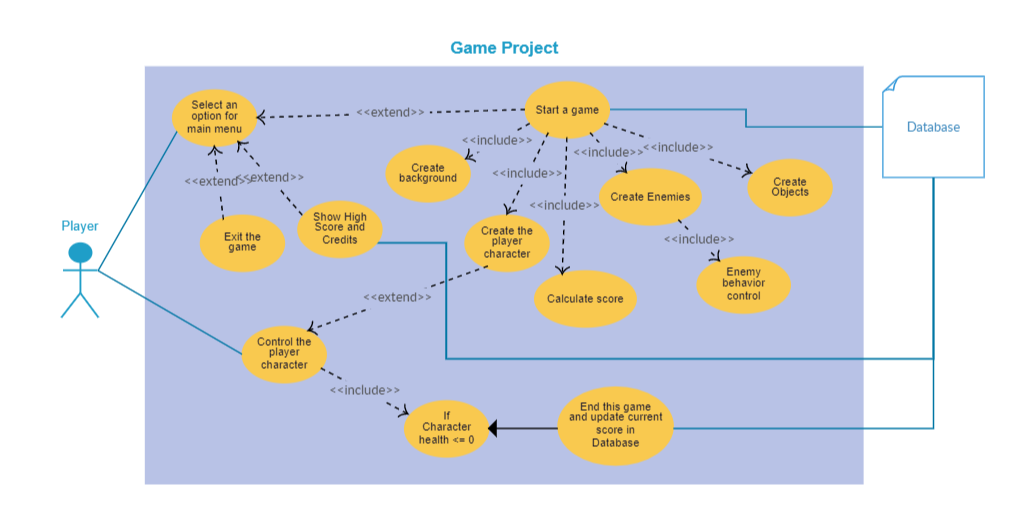 Game Project
Select an
option for
main menu
<<extend>>
Start a game
Database
<<include>>
<<include>>
<<include>>
Create
background
<<include>>
<<extend>>
<<extend>>
Create
Objects
Create Enemies
<<include>>
Player
Exit the
game
Show High
Score and
Credits
Create the
player
character
<<include>>
Enemy
behavior
control
Calculate score
<<extend>>
Control the
player
character
<<include>>
If
Character
health <= 0
End this game
and update current
score in
Database